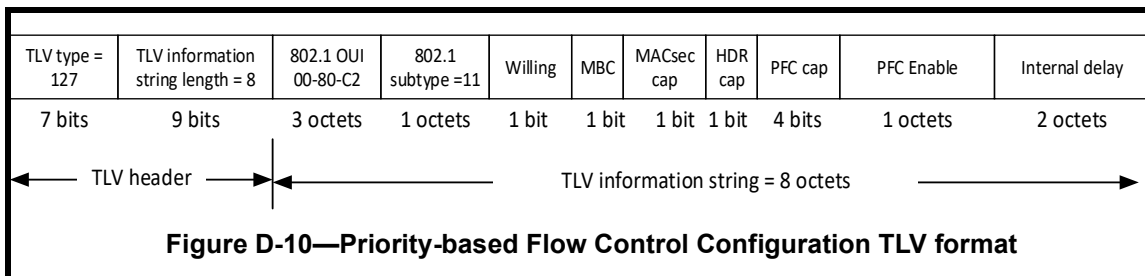 TLV type = 127
TLV information string length = 8
802.1 OUI 00-80-C2
802.1 subtype =11
Willing
MBC
MACsec cap
HDR cap
PFC cap
PFC Enable
Internal delay
7 bits
9 bits
3 octets
1 octets
1 bit
1 bit
1 bit
1 bit
4 bits
1 octets
2 octets
TLV header
TLV information string = 8 octets
Figure D-10—Priority-based Flow Control Configuration TLV format